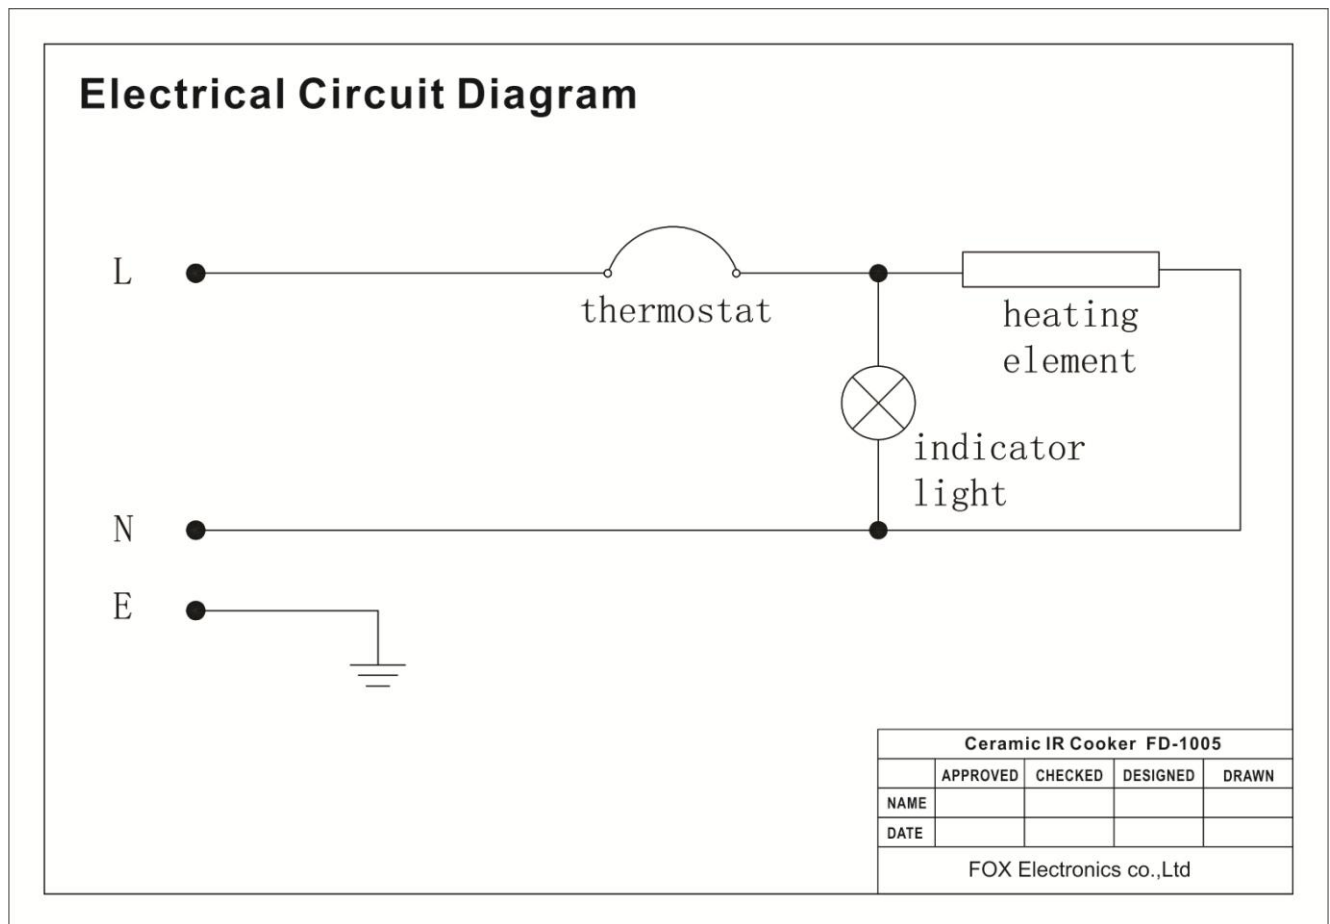 Electrical Circuit Diagram
L
thermostat
heating
element
indicator
light
N
E
Ceramic IR Cooker FD-1005
APPROVED CHECKED DESIGNED DRAWN
NAME
DATE
FOX Electronics co.,Ltd